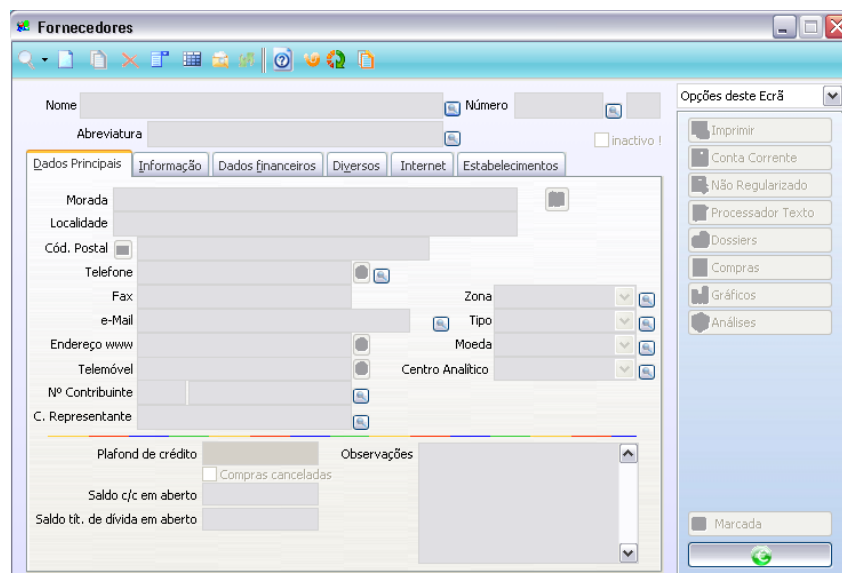 Fornecedores
Nome
Número
Opções deste Ecrã
Abreviatura
inactivo !
Imprimir
Conta Corrente
Não Regularizado
Processador Texto
Dossiers
Compras
Gráficos
Análises
Dados Principais Informação Dados financeiros Diversos Internet Estabelecimentos
Morada
Localidade
Cód. Postal
Telefone
Fax
Zona
e-Mail
Tipo
Endereço www
Moeda
Telemóvel
Centro Analítico
Nº Contribuinte
C. Representante
Plafond de crédito
Observações
Compras canceladas
Saldo c/c em aberto
Saldo tít. de dívida em aberto
Marcada